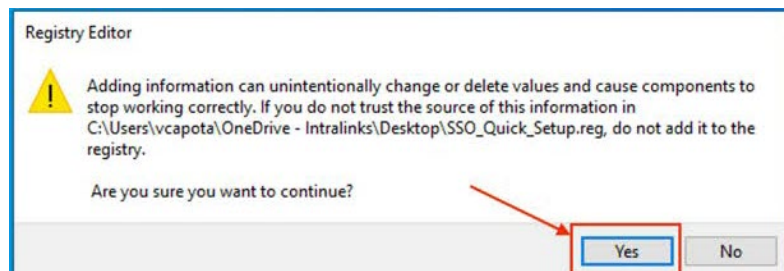 Registry Editor
Adding information can unintentionally change or delete values and cause components to
stop working correctly. If you do not trust the source of this information in
C:\Users\vcapota\OneDrive - Intralinks\Desktop\SSO_Quick_Setup.reg, do not add it to the
registry.
Are you sure you want to continue?
Yes No